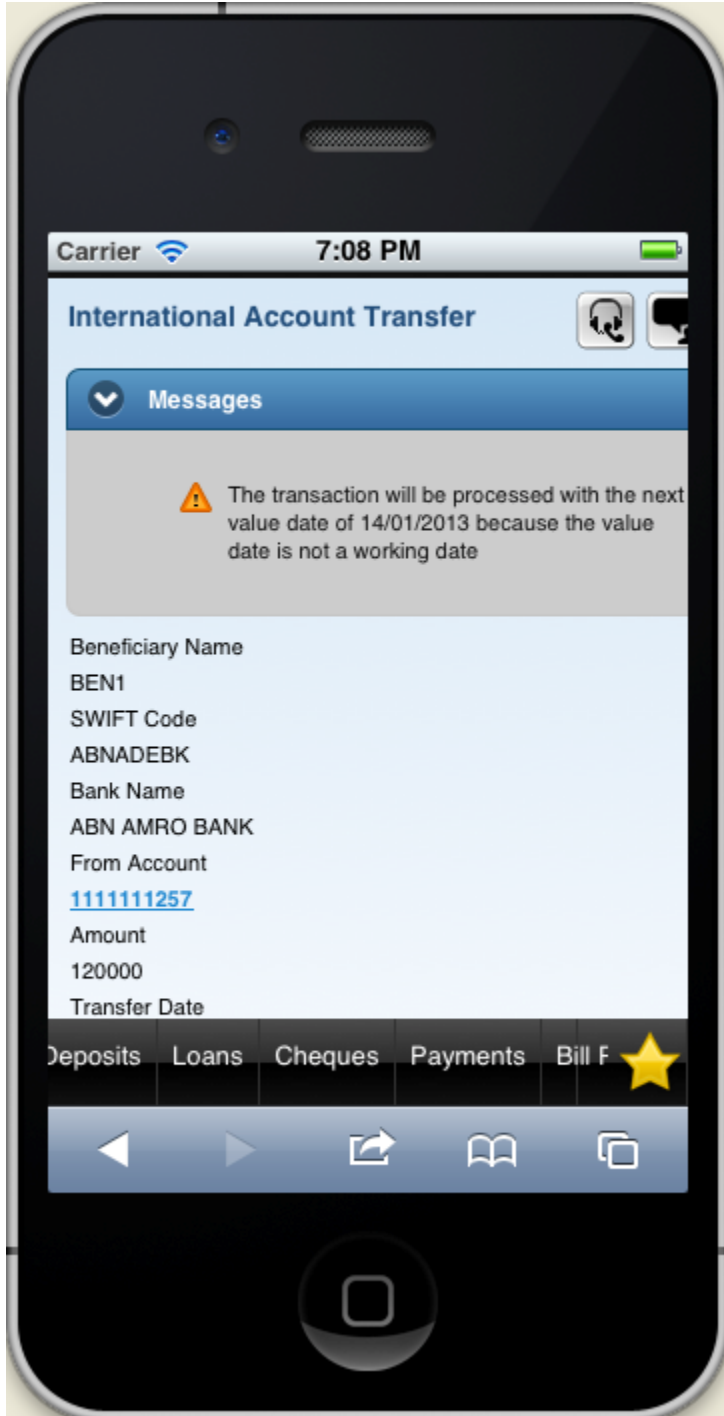 Carrier 7:08 PM
International Account Transfer
Messages
The transaction will be processed with the next
value date of 14/01/2013 because the value
date is not a working date
Beneficiary Name
BEN1
SWIFT Code
ABNADEBK
Bank Name
ABN AMRO BANK
From Account
1111111257
Amount
120000
Transfer Date
Deposits Loans Cheques Payments Bill